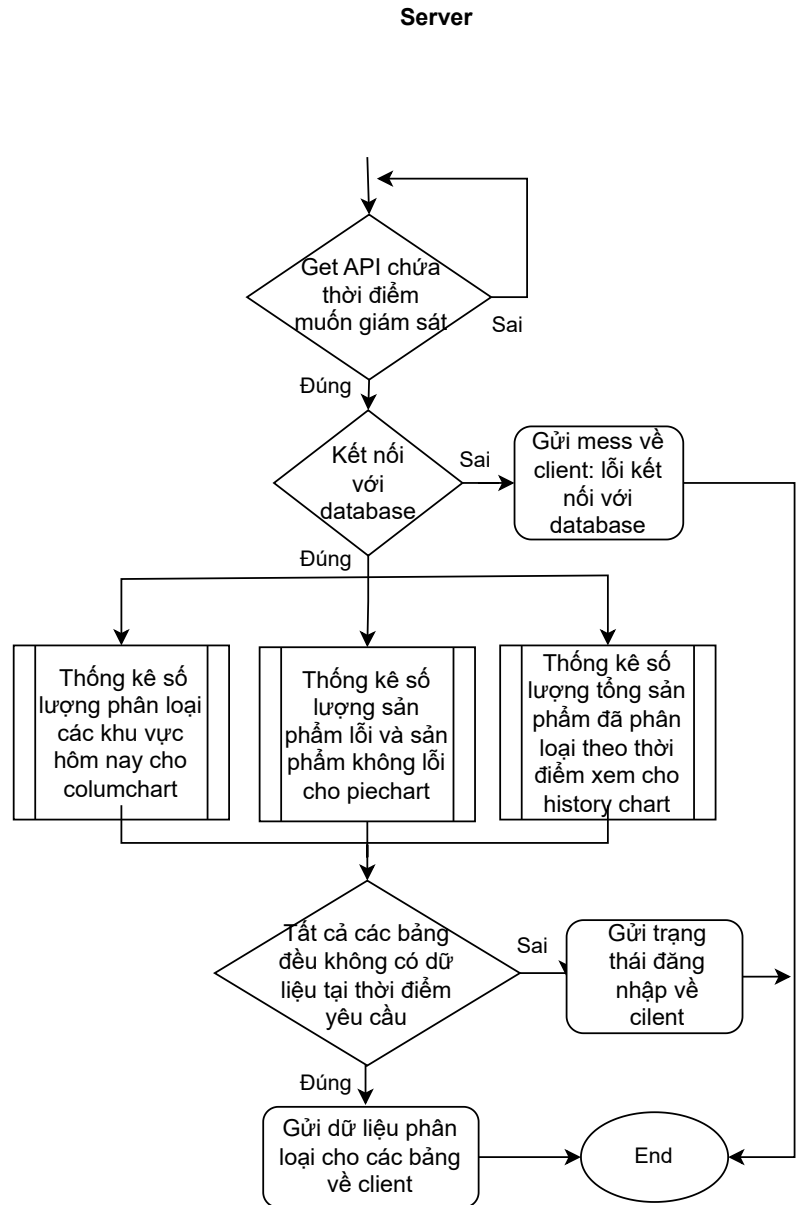 Server
Get API chứa
thời điểm
muốn giám sát
Sai
Đúng
Kết nối
với
database
Sai
Gửi mess về
client: lỗi kết
nối với
database
Đúng
Thống kê số
lượng phân loại
các khu vực
hôm nay cho
columchart
Thống kê số
lượng sản
phẩm lỗi và sản
phẩm không lỗi
cho piechart
Thống kê số
lượng tổng sản
phẩm đã phân
loại theo thời
điểm xem cho
history chart
Tất cả các bảng
đều không có dữ
liệu tại thời điểm
yêu cầu
Sai
Gửi trạng
thái đăng
nhập về
cilent
Đúng
Gửi dữ liệu phân
loại cho các bảng
về client
End